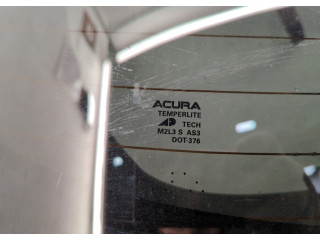 ACURA
TEMPERLITE
AP TECH
M2L3 S AS3
DOT-376